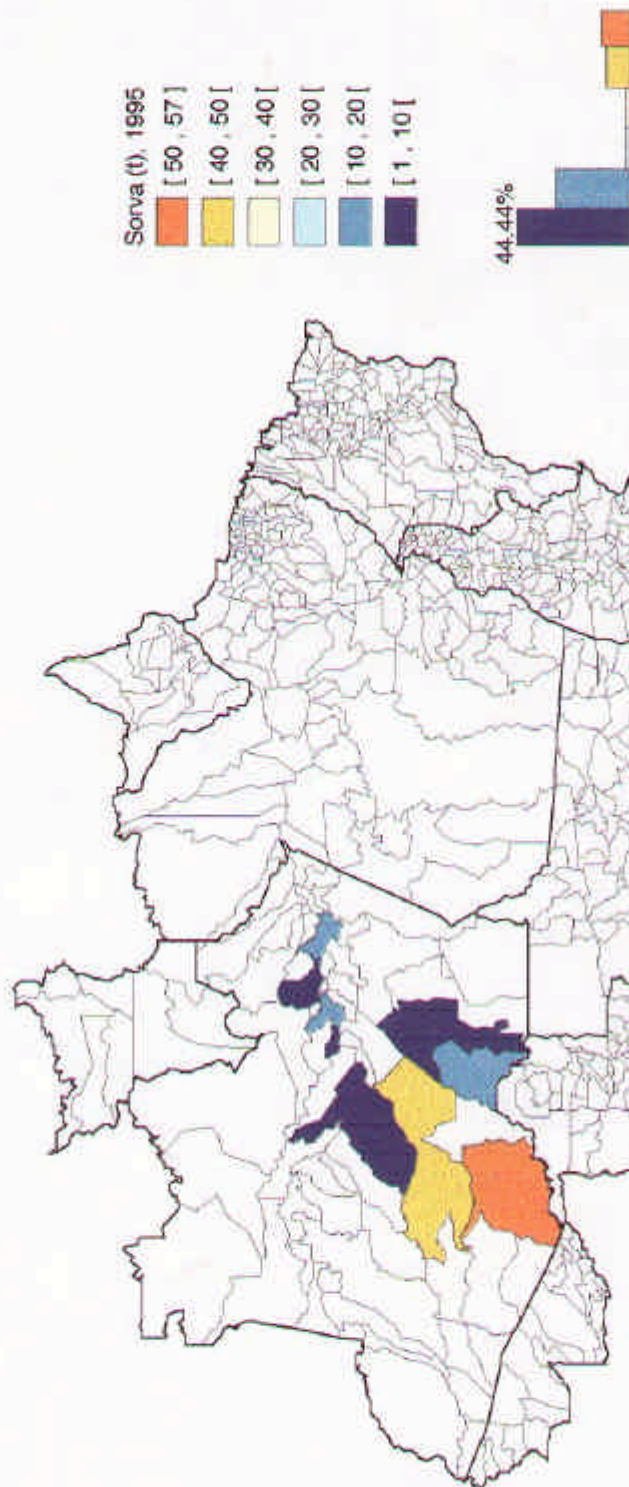 Sorva (t), 1995
[ 50 , 57 [
[ 40 , 50 [
[ 30 , 40 [
[ 20 , 30 [
[ 10 , 20 [
[ 1 , 10 [
44.44%